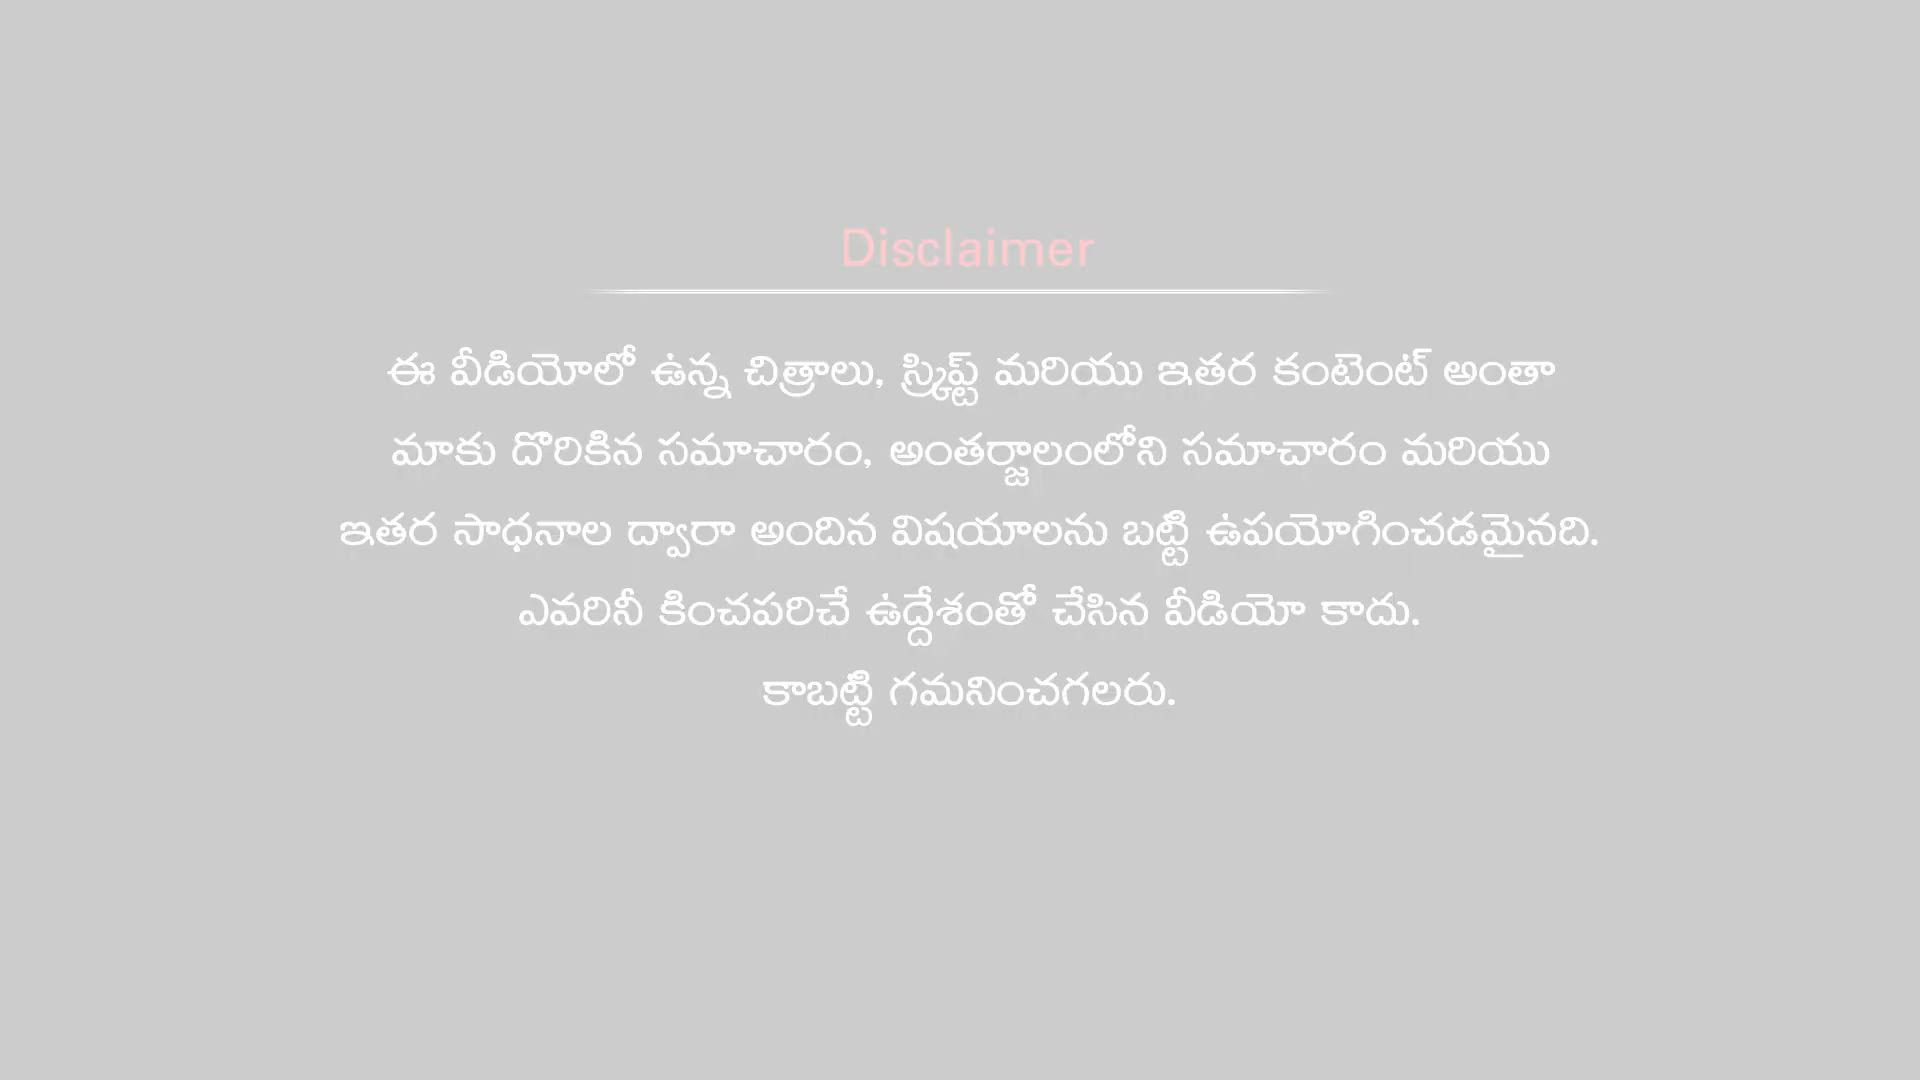 Disclaimer
ఈ వీడియోలో ఉన్న చిత్రాలు, స్క్రిప్ట్ మరియు ఇతర కంటెంట్ అంతా
మాకు దొరికిన సమాచారం, అంతర్జాలంలోని సమాచారం మరియు
ఇతర సాధనాల ద్వారా అందిన విషయాలను బట్టి ఉపయోగించడమైనది.
ఎవరినీ కించపరిచే ఉద్దేశంతో చేసిన వీడియో కాదు.
కాబట్టి గమనించగలరు.